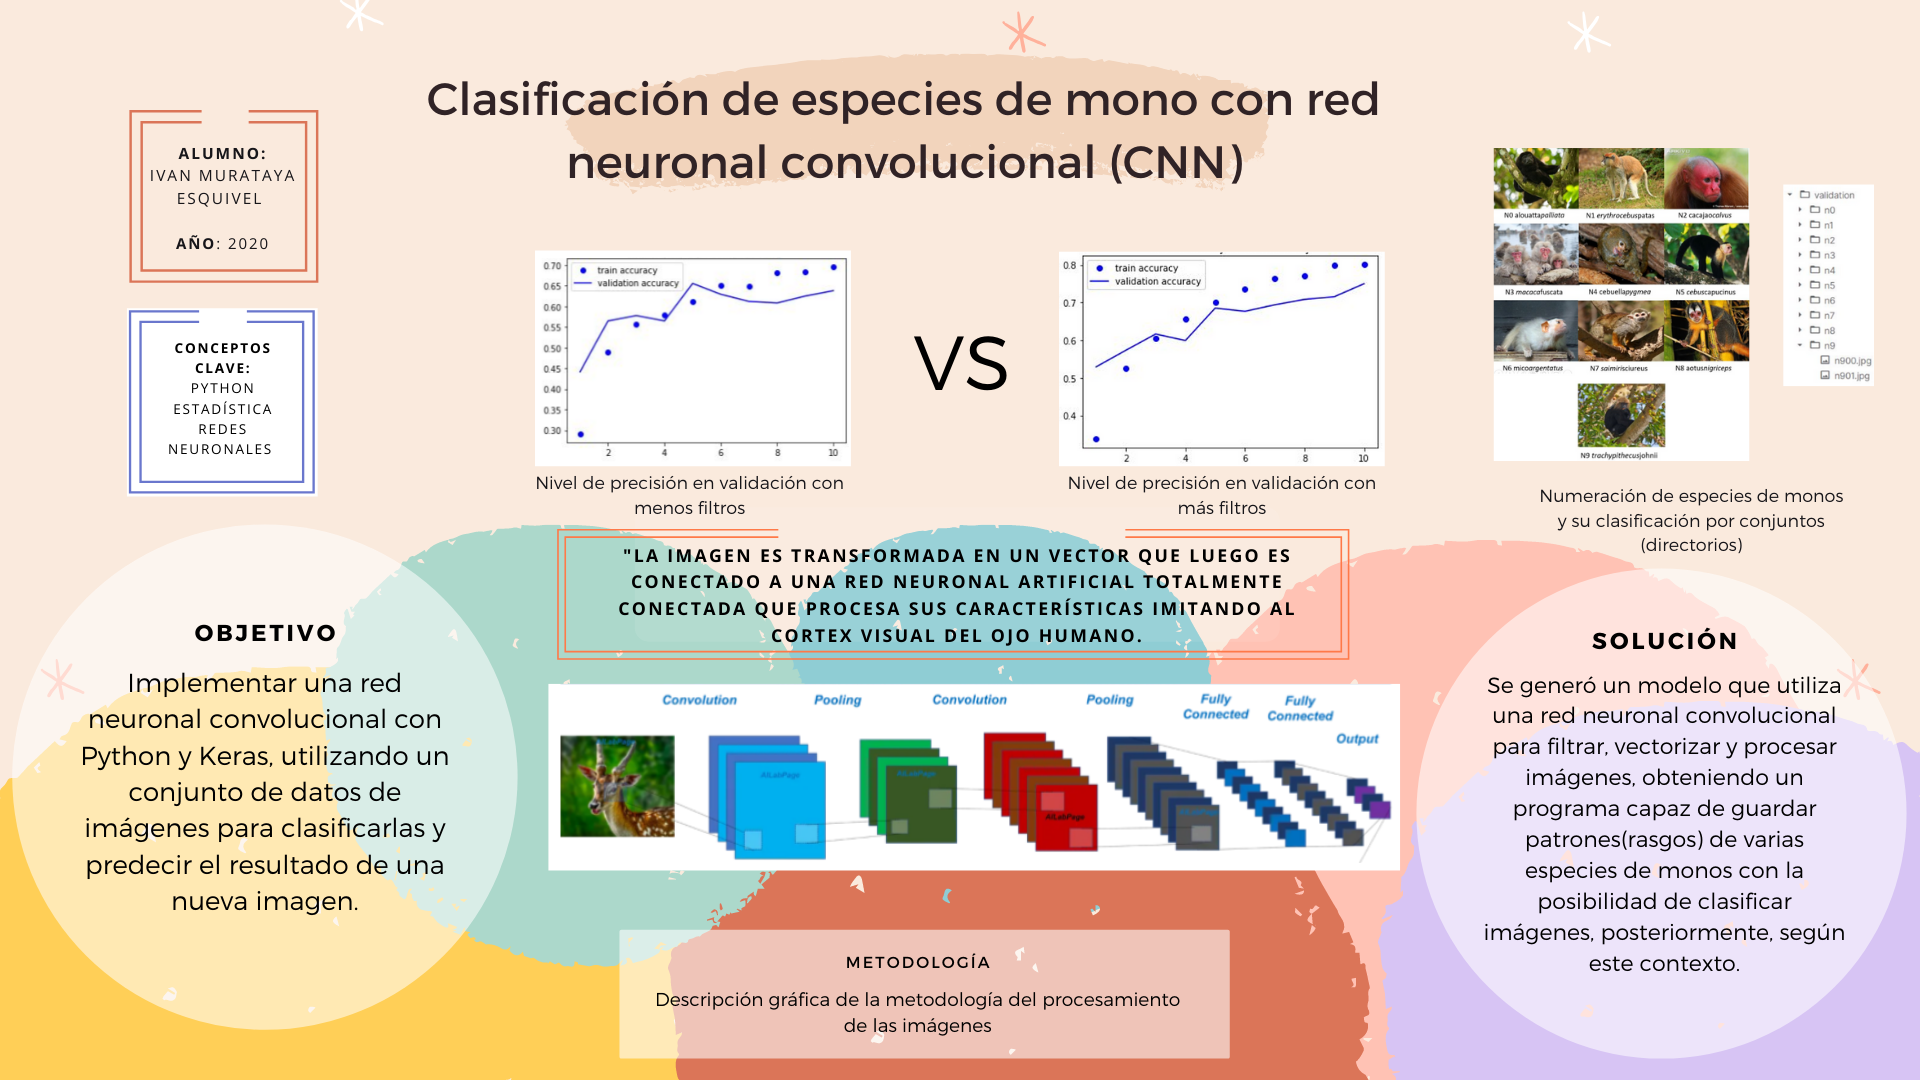 Clasificación de especies de mono con red
neuronal convolucional (CNN)
ALUMNO:
IVAN MURATAYA
ESQUIVEL
AÑO: 2020
CONCEPTOS
CLAVE:
PYTHON
ESTADÍSTICA
REDES
NEURONALES
0.70
0.65
0.60
0.55
0.50
0.45
0.40
0.35
0.30
train accuracy
validation accuracy
2 4 6 8 10
Nivel de precisión en validación con
menos filtros
VS
0.8
0.7
0.6
0.5
0.4
train accuracy
validation accuracy
2 4 6 8 10
Nivel de precisión en validación con
más filtros
N0 alouattapalliata N1 erythrocebuspatas N2 cacajaocalvus
N3 macacafuscata N4 cebuellapygmea N5 cebuscapucinus
N6 micoargentatus N7 saimirisciureus N8 aotusnigriceps
N9 trachypithecusjohnii
validation
n0
n1
n2
n3
n4
n5
n6
n7
n8
n9
n900.jpg
n901.jpg
Numeración de especies de monos
y su clasificación por conjuntos
(directorios)
"LA IMAGEN ES TRANSFORMADA EN UN VECTOR QUE LUEGO ES
CONECTADO A UNA RED NEURONAL ARTIFICIAL TOTALMENTE
CONECTADA QUE PROCESA SUS CARACTERÍSTICAS IMITANDO AL
CORTEX VISUAL DEL OJO HUMANO.
OBJETIVO
Implementar una red
neuronal convolucional con
Python y Keras, utilizando un
conjunto de datos de
imágenes para clasificarlas y
predecir el resultado de una
nueva imagen.
Convolution Pooling Convolution Pooling Fully
Connected Fully
Connected
Output
AILabPage AILabPage AILabPage
METODOLOGÍA
Descripción gráfica de la metodología del procesamiento
de las imágenes
SOLUCIÓN
Se generó un modelo que utiliza
una red neuronal convolucional
para filtrar, vectorizar y procesar
imágenes, obteniendo un
programa capaz de guardar
patrones(rasgos) de varias
especies de monos con la
posibilidad de clasificar
imágenes, posteriormente, según
este contexto.